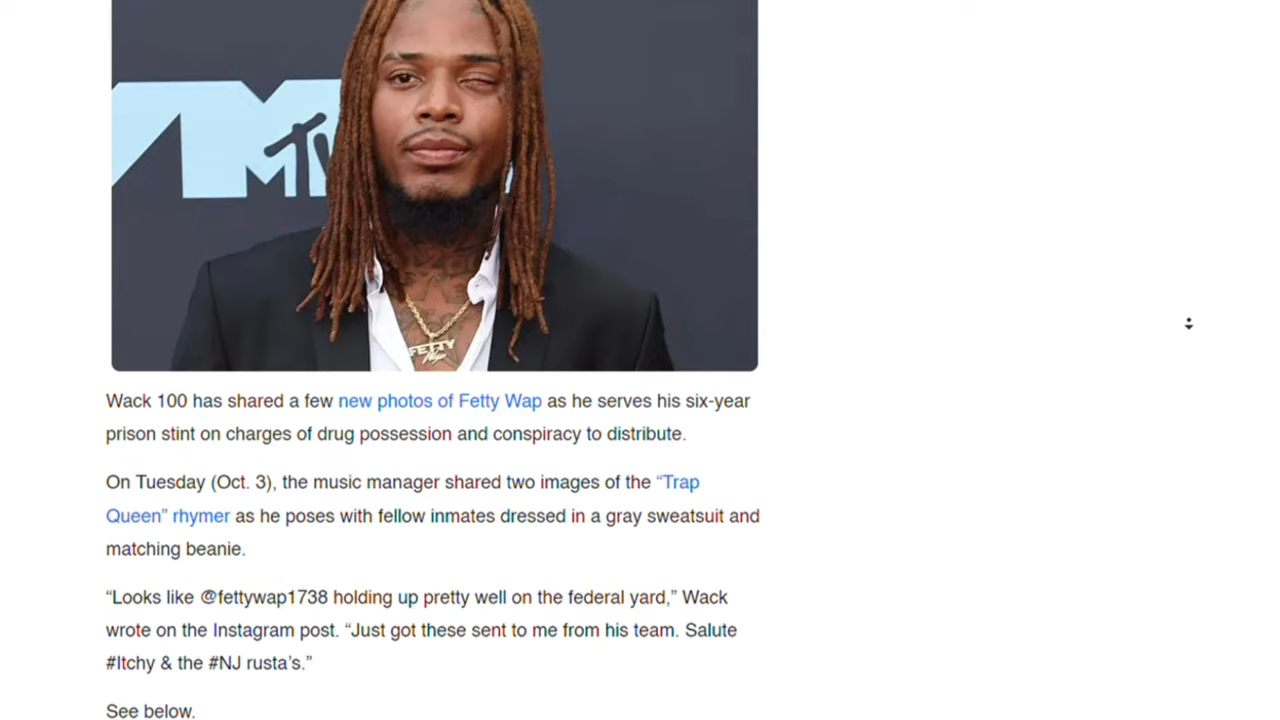 MTV
FETTY
Wap
Wack 100 has shared a few new photos of Fetty Wap as he serves his six-year
prison stint on charges of drug possession and conspiracy to distribute.
On Tuesday (Oct. 3), the music manager shared two images of the “Trap
Queen” rhymer as he poses with fellow inmates dressed in a gray sweatsuit and
matching beanie.
“Looks like @fettywap1738 holding up pretty well on the federal yard,” Wack
wrote on the Instagram post. “Just got these sent to me from his team. Salute
#Itchy & the #NJ rusta’s.”
See below.